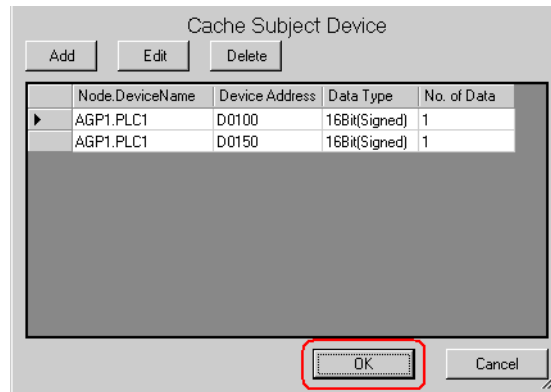 Cache Subject Device
Add Edit Delete
Node.DeviceName Device Address Data Type No. of Data
AGP1.PLC1 D0100 16Bit(Signed) 1
AGP1.PLC1 D0150 16Bit(Signed) 1
OK Cancel